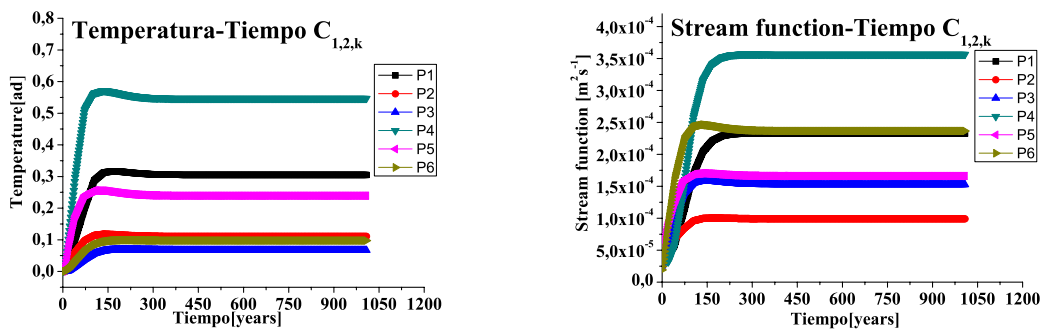 Temperatura-Tiempo C1,2,k
Temperature[ad]
0,8
0,7
0,6
0,5
0,4
0,3
0,2
0,1
0,0
0 150 300 450 600 750 900 1050 1200
Tiempo[years]
P1
P2
P3
P4
P5
P6
Stream function-Tiempo C1,2,k
Stream function [m²s⁻¹]
4,0x10⁻⁴
3,5x10⁻⁴
3,0x10⁻⁴
2,5x10⁻⁴
2,0x10⁻⁴
1,5x10⁻⁴
1,0x10⁻⁴
5,0x10⁻⁵
0,0
0 150 300 450 600 750 900 1050 1200
Tiempo[years]
P1
P2
P3
P4
P5
P6